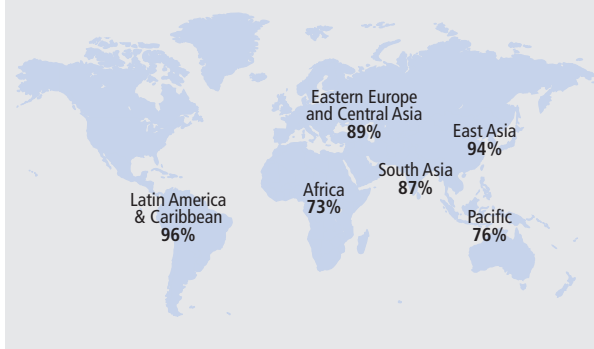 Eastern Europe
and Central Asia
89%
East Asia
94%
South Asia
87%
Africa
73%
Latin America
& Caribbean
96%
Pacific
76%